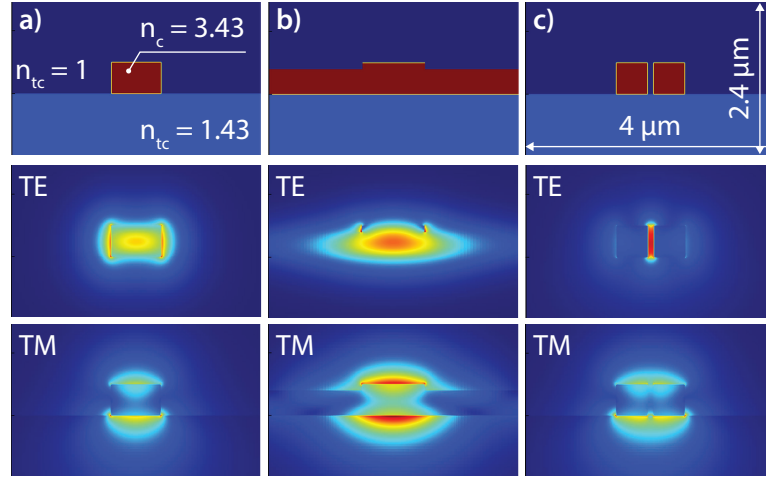 a)
n_c = 3.43
n_tc = 1
n_tc = 1.43
b)
c)
2.4 μm
4 μm
TE
TE
TE
TM
TM
TM